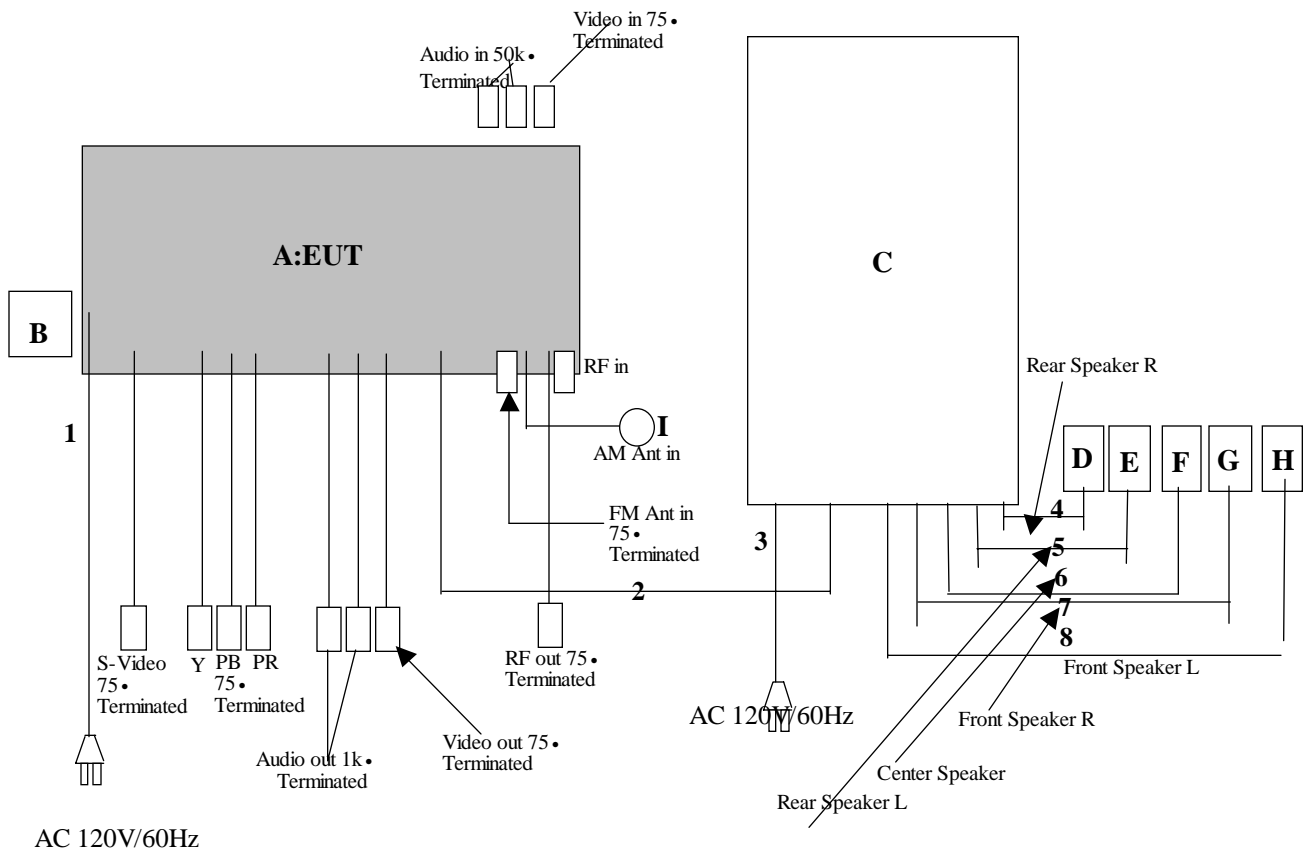 Video in 75•
Terminated
Audio in 50k•
Terminated
A:EUT
C
B
RF in
Rear Speaker R
1
I
AM Ant in
D
E
F
G
H
FM Ant in
75•
Terminated
3
4
5
2
6
7
8
S-Video
75•
Terminated
Y
PB
75•
Terminated
PR
RF out 75•
Terminated
Front Speaker L
AC 120V/60Hz
Front Speaker R
Audio out 1k•
Terminated
Video out 75•
Terminated
Center Speaker
Rear Speaker L
AC 120V/60Hz